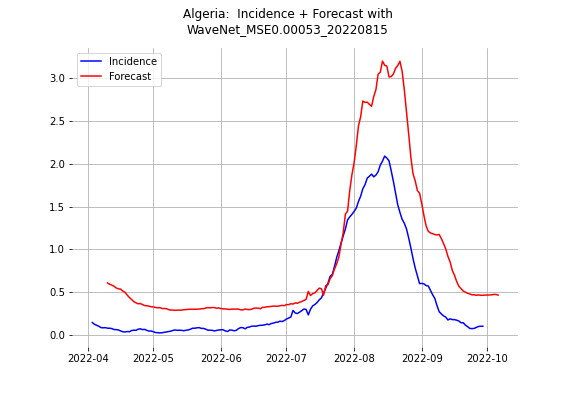 Algeria:  Incidence + Forecast with
WaveNet_MSE0.00053_20220815
Incidence
Forecast
3.0
2.5
2.0
1.5
1.0
0.5
0.0
2022-04 2022-05 2022-06 2022-07 2022-08 2022-09 2022-10